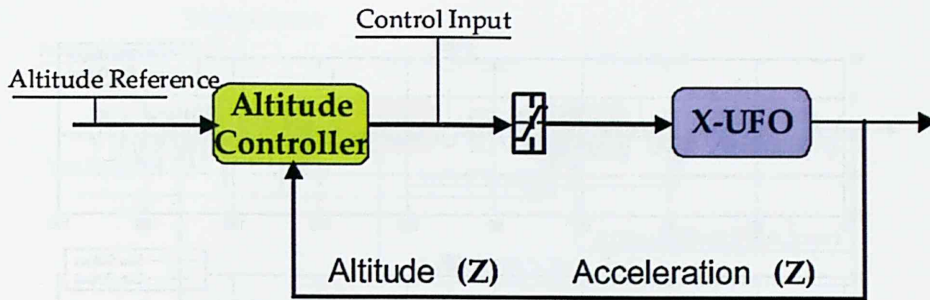 Control Input
Altitude Reference
Altitude
Controller
X-UFO
Altitude (Z)
Acceleration (Z)